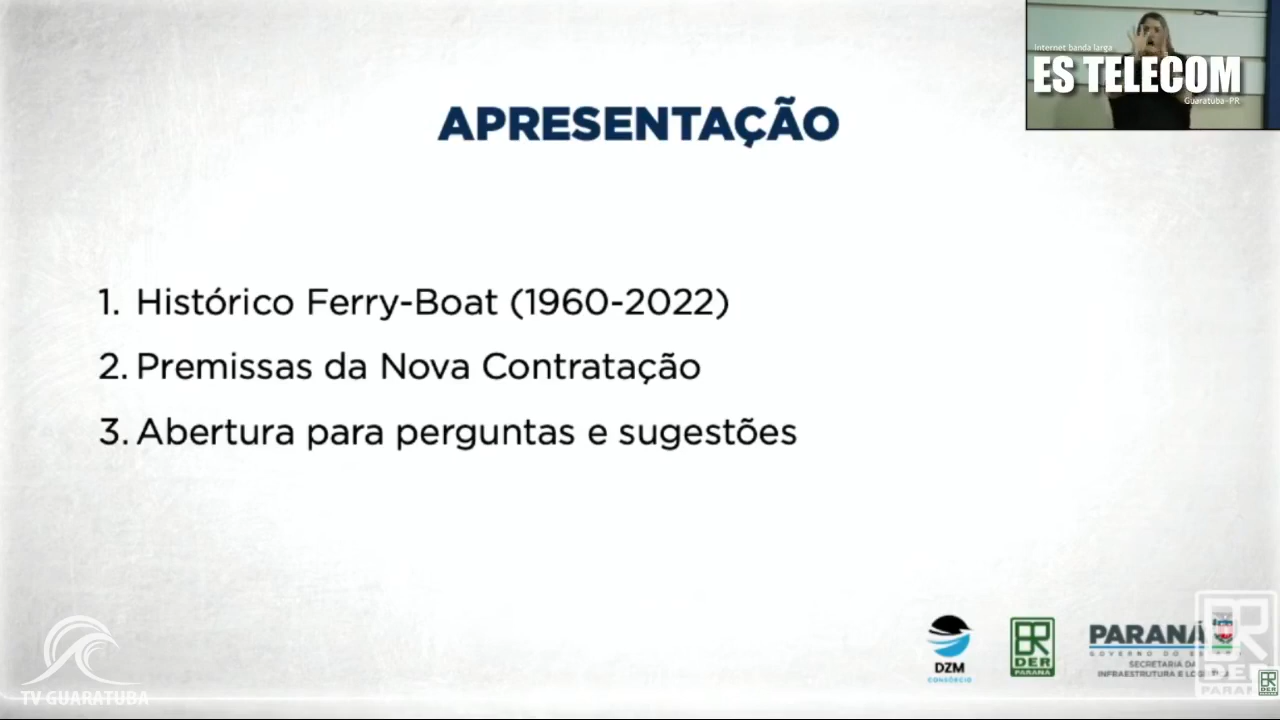 Internet banda larga
ES TELECOM
Guaratuba-PR
APRESENTAÇÃO
1. Histórico Ferry-Boat (1960-2022)
2. Premissas da Nova Contratação
3. Abertura para perguntas e sugestões
TV GUARATUBA
DZM
CONSÓRCIO
DER
PARANÁ
PARANÁ
GOVERNO DO ESTADO
SECRETARIA DA
INFRAESTRUTURA E
DER